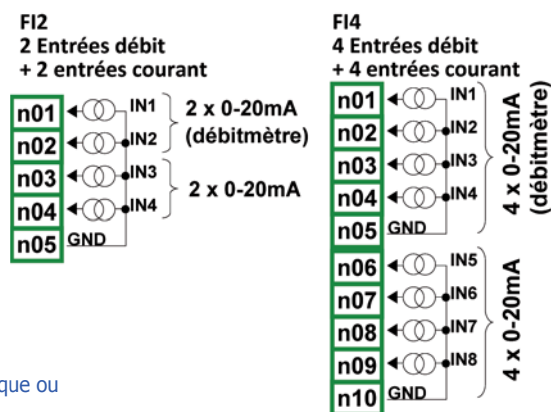 FI2
2 Entrées débit
+ 2 entrées courant
n01 IN1
n02 IN2
n03 IN3
n04 IN4
n05 GND
2 x 0-20mA
(débitmètre)
2 x 0-20mA
FI4
4 Entrées débit
+ 4 entrées courant
n01 IN1
n02 IN2
n03 IN3
n04 IN4
n05 GND
4 x 0-20mA
(débitmètre)
n06 IN5
n07 IN6
n08 IN7
n09 IN8
n10 GND
4 x 0-20mA
que ou